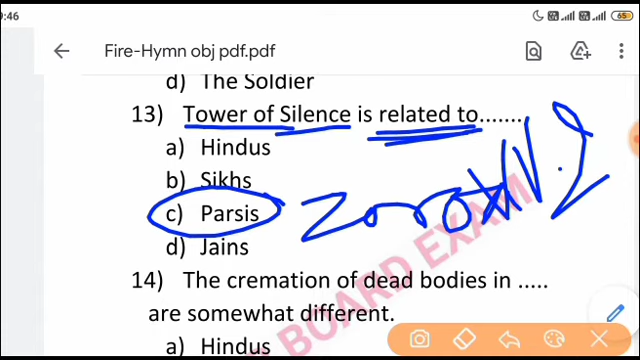 9:46
65
Fire-Hymn obj pdf.pdf
d) The Soldier
13) Tower of Silence is related to.......
a) Hindus
b) Sikhs
c) Parsis
d) Jains
BOARD EXAM
14) The cremation of dead bodies in .....
are somewhat different.
a) Hindus